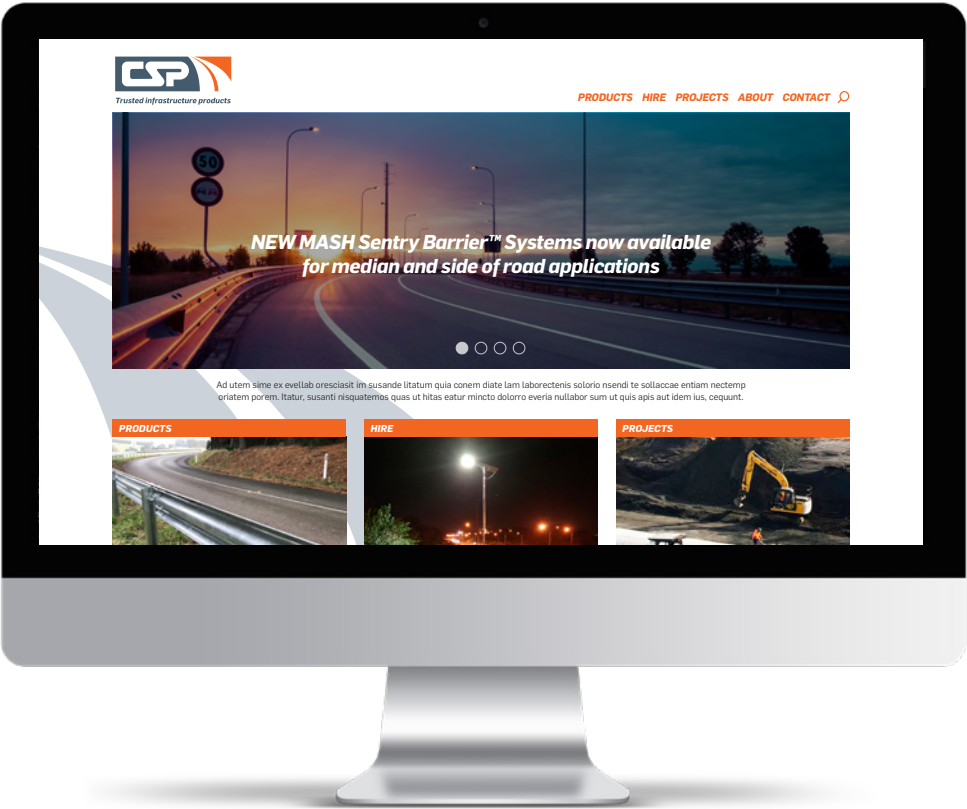 CSP
Trusted infrastructure products
PRODUCTS HIRE PROJECTS ABOUT CONTACT
50
NEW MASH Sentry Barrier™ Systems now available
for median and side of road applications
Ad utem sime ex evellab oresciasit im susande litatum quia conem diate lam laborectenis solorio nsendi te sollaccae entiam nectemp
oriatem porem. Itatur, susanti nisquatemos quas ut hitas eatur mincto dolorro everia nullabor sum ut quis apis aut idem ius, cequunt.
PRODUCTS
HIRE
PROJECTS